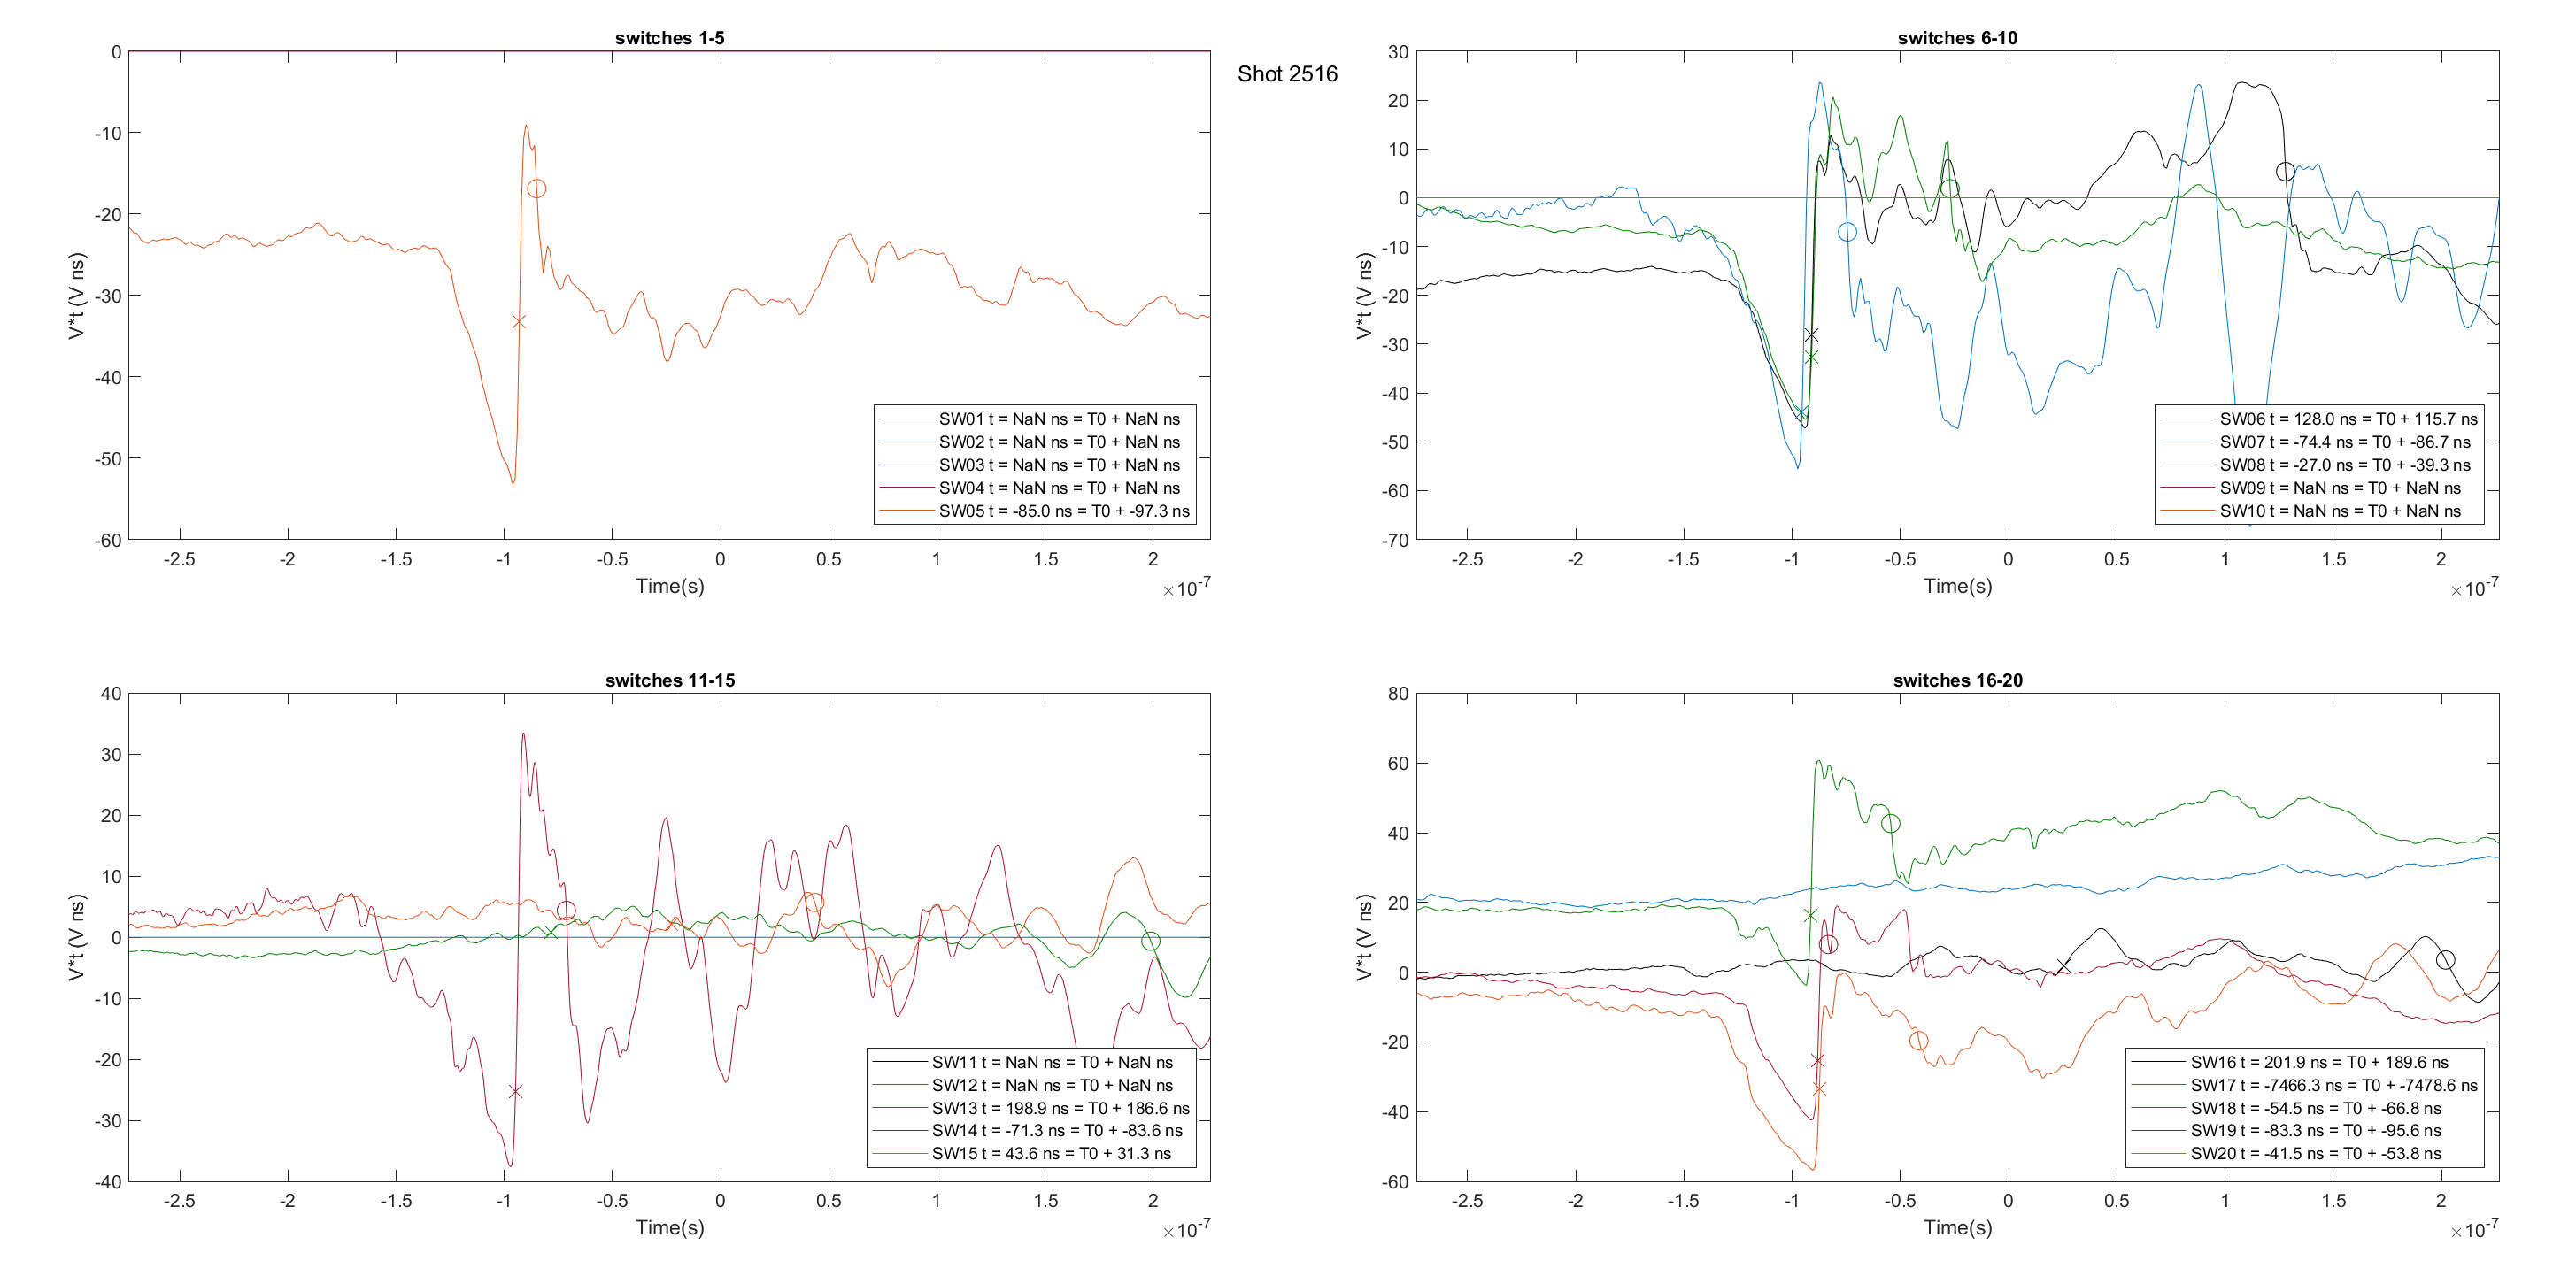 Shot 2516
switches 1-5
0
-10
-20
-30
-40
-50
-60
V*t (V ns)
-2.5 -2 -1.5 -1 -0.5 0 0.5 1 1.5 2
Time(s)
×10-7
SW01 t = NaN ns = T0 + NaN ns
SW02 t = NaN ns = T0 + NaN ns
SW03 t = NaN ns = T0 + NaN ns
SW04 t = NaN ns = T0 + NaN ns
SW05 t = -85.0 ns = T0 + -97.3 ns
switches 6-10
30
20
10
0
-10
-20
-30
-40
-50
-60
-70
V*t (V ns)
-2.5 -2 -1.5 -1 -0.5 0 0.5 1 1.5 2
Time(s)
×10-7
SW06 t = 128.0 ns = T0 + 115.7 ns
SW07 t = -74.4 ns = T0 + -86.7 ns
SW08 t = -27.0 ns = T0 + -39.3 ns
SW09 t = NaN ns = T0 + NaN ns
SW10 t = NaN ns = T0 + NaN ns
switches 11-15
40
30
20
10
0
-10
-20
-30
-40
V*t (V ns)
-2.5 -2 -1.5 -1 -0.5 0 0.5 1 1.5 2
Time(s)
×10-7
SW11 t = NaN ns = T0 + NaN ns
SW12 t = NaN ns = T0 + NaN ns
SW13 t = 198.9 ns = T0 + 186.6 ns
SW14 t = -71.3 ns = T0 + -83.6 ns
SW15 t = 43.6 ns = T0 + 31.3 ns
switches 16-20
80
60
40
20
0
-20
-40
-60
V*t (V ns)
-2.5 -2 -1.5 -1 -0.5 0 0.5 1 1.5 2
Time(s)
×10-7
SW16 t = 201.9 ns = T0 + 189.6 ns
SW17 t = -7466.3 ns = T0 + -7478.6 ns
SW18 t = -54.5 ns = T0 + -66.8 ns
SW19 t = -83.3 ns = T0 + -95.6 ns
SW20 t = -41.5 ns = T0 + -53.8 ns